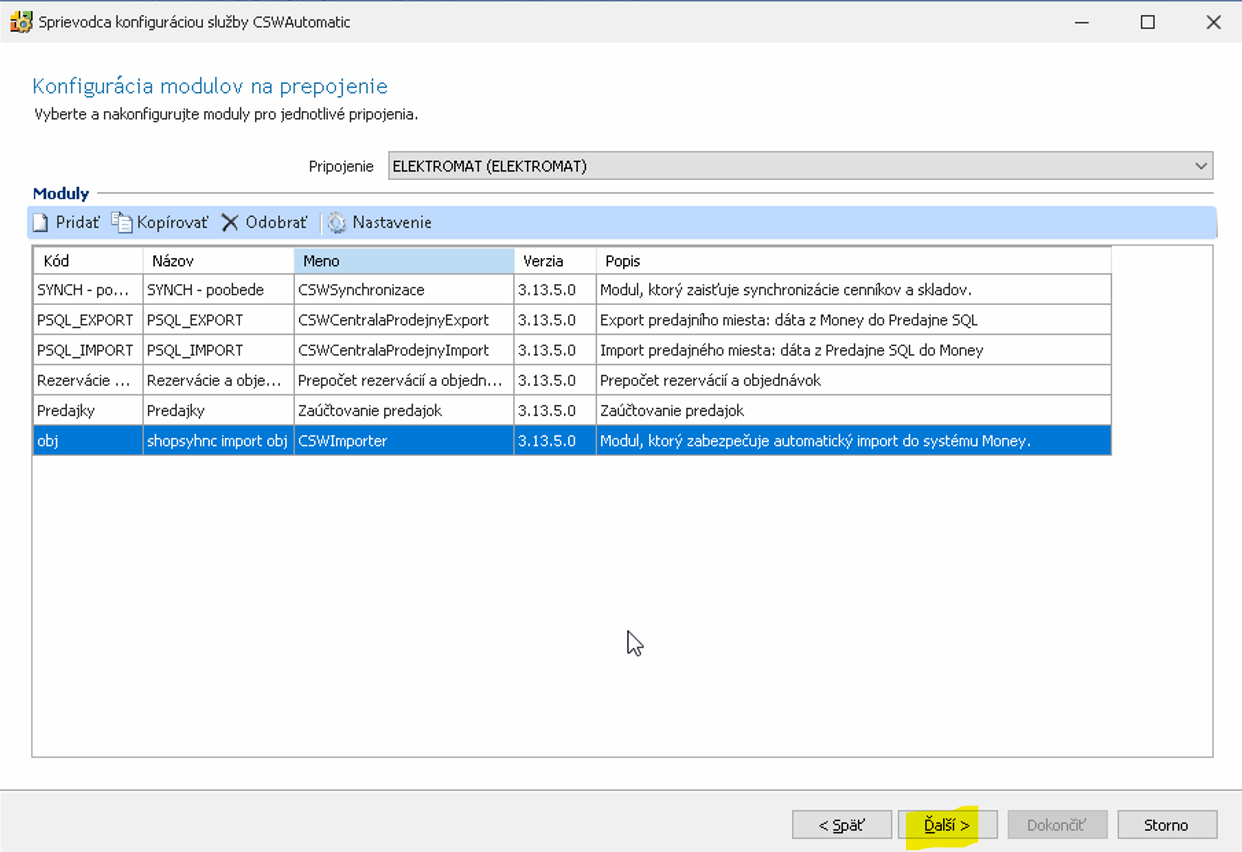 Sprievodca konfiguráciou služby CSWAutomatic
Konfigurácia modulov na prepojenie
Vyberte a nakonfigurujte moduly pro jednotlivé pripojenia.
Pripojenie ELEKTROMAT (ELEKTROMAT)
Moduly
Pridať Kopírovať Odobrať Nastavenie
Kód Názov Meno Verzia Popis
SYNCH - po... SYNCH - poobede CSWSynchronizace 3.13.5.0 Modul, ktorý zaisťuje synchronizácie cenníkov a skladov.
PSQL_EXPORT PSQL_EXPORT CSWCentralaProdejnyExport 3.13.5.0 Export predajního miesta: dáta z Money do Predajne SQL
PSQL_IMPORT PSQL_IMPORT CSWCentralaProdejnyImport 3.13.5.0 Import predajného miesta: dáta z Predajne SQL do Money
Rezervácie ... Rezervácie a obje... Prepočet rezervácií a objedn... 3.13.5.0 Prepočet rezervácií a objednávok
Predajky Predajky Zaúčtovanie predajok 3.13.5.0 Zaúčtovanie predajok
obj shopsyhnc import obj CSWImporter 3.13.5.0 Modul, ktorý zabezpečuje automatický import do systému Money.
< Späť Ďalší > Dokončiť Storno